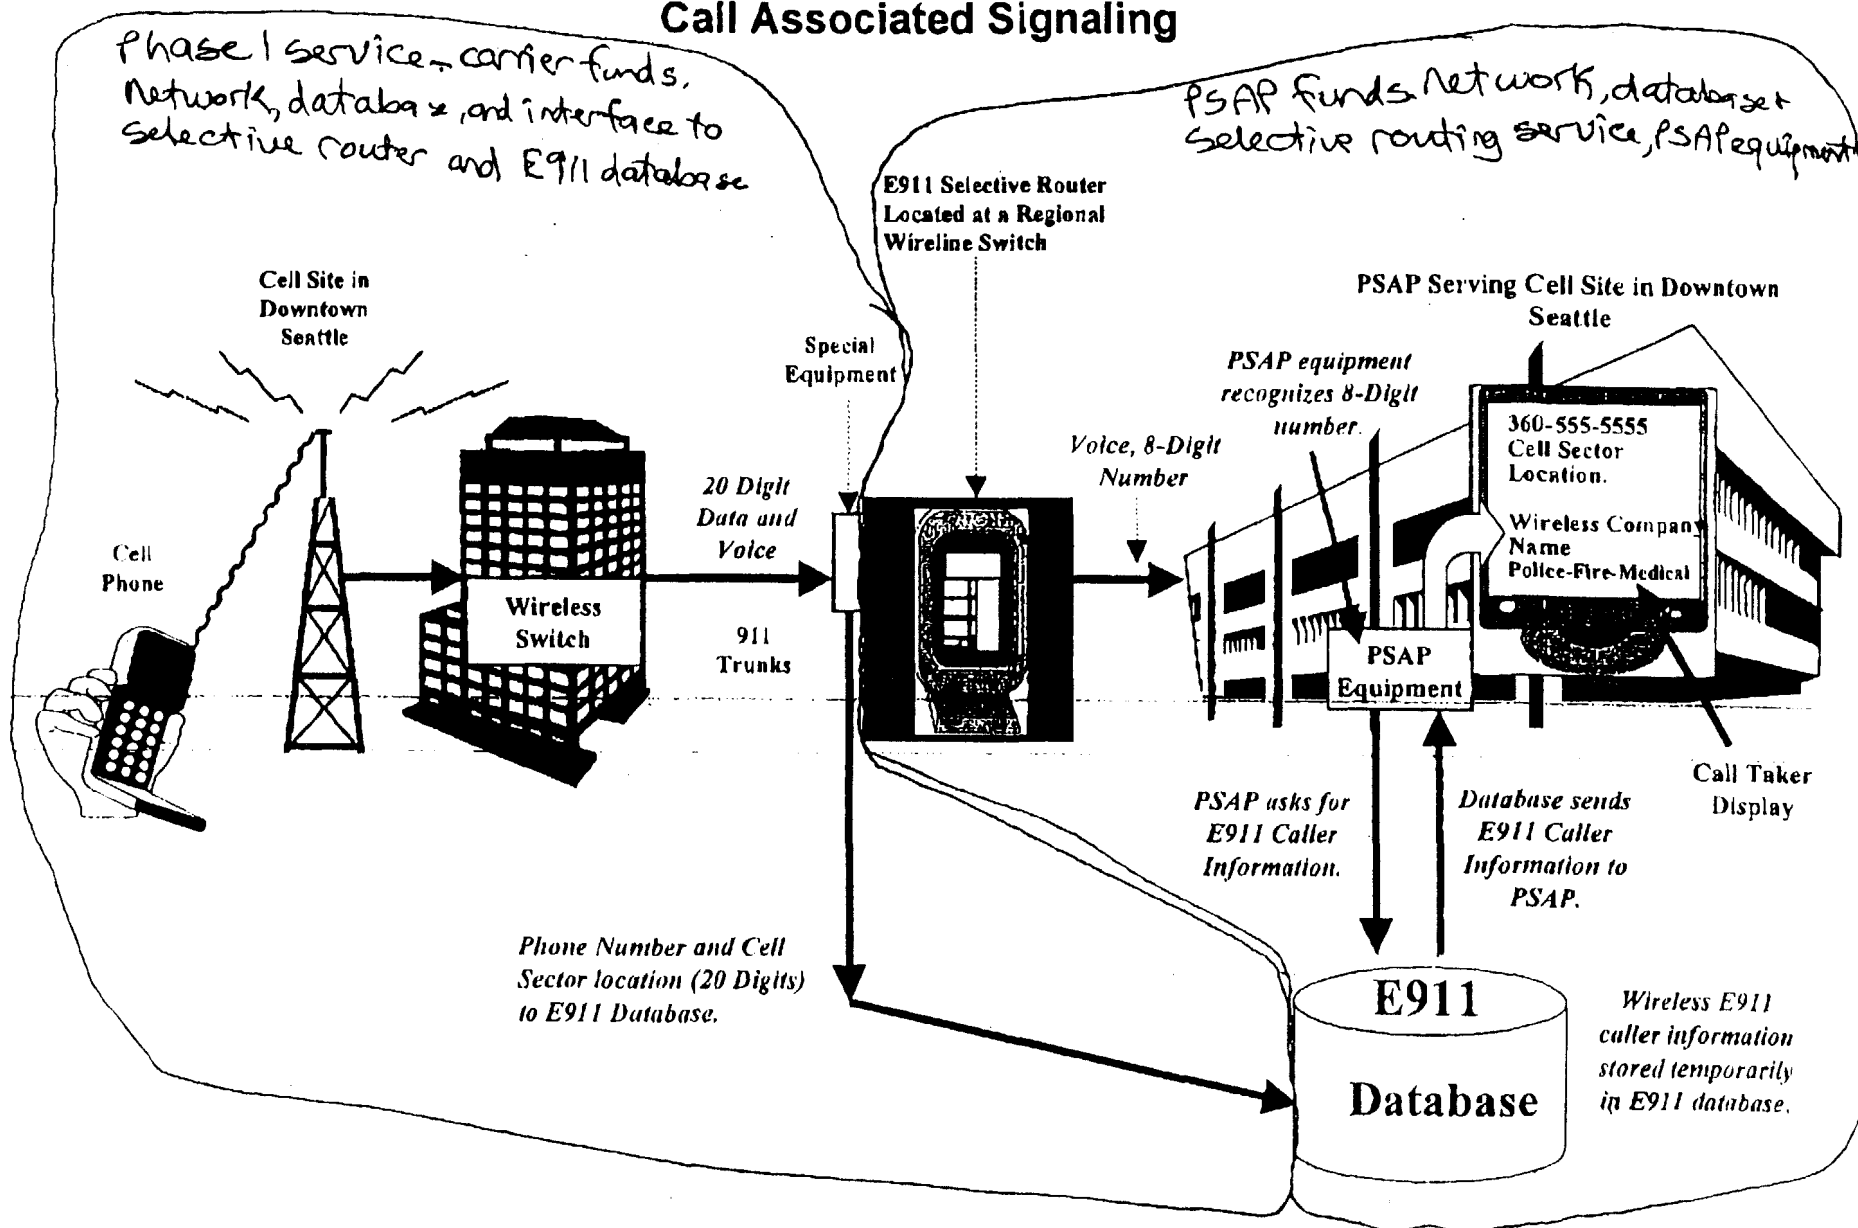 Call Associated Signaling
Phase 1 service - carrier funds.
Network, database, and interface to
selective router and E911 database
PSAP funds network, database +
selective routing service, PSAP equipment
E911 Selective Router
Located at a Regional
Wireline Switch
Cell Site in
Downtown
Seattle
PSAP Serving Cell Site in Downtown
Seattle
Special
Equipment
PSAP equipment
recognizes 8-Digit
number.
360-555-5555
Cell Sector
Location.
Wireless Company
Name
Police-Fire-Medical
Voice, 8-Digit
Number
20 Digit
Data and
Voice
Cell
Phone
Wireless
Switch
911
Trunks
PSAP
Equipment
Call Taker
Display
PSAP asks for
E911 Caller
Information.
Database sends
E911 Caller
Information to
PSAP.
Phone Number and Cell
Sector location (20 Digits)
to E911 Database.
E911
Database
Wireless E911
caller information
stored temporarily
in E911 database.